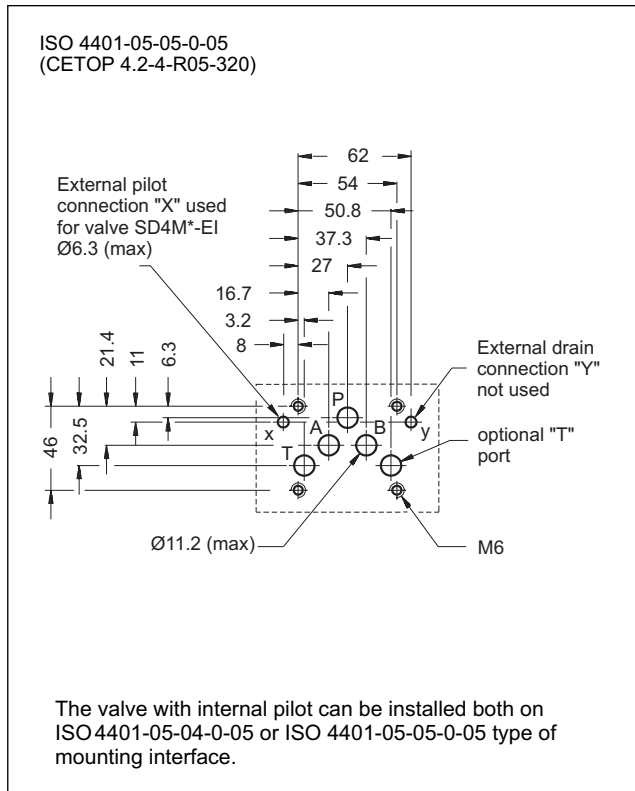 ISO 4401-05-05-0-05
(CETOP 4.2-4-R05-320)
62
54
50.8
37.3
27
16.7
3.2
8
External pilot
connection "X" used
for valve SD4M*-EI
Ø6.3 (max)
21.4
11
6.3
46
32.5
External drain
connection "Y"
not used
optional "T"
port
P
A
B
x
y
T
Ø11.2 (max)
M6
The valve with internal pilot can be installed both on
ISO 4401-05-04-0-05 or ISO 4401-05-05-0-05 type of
mounting interface.